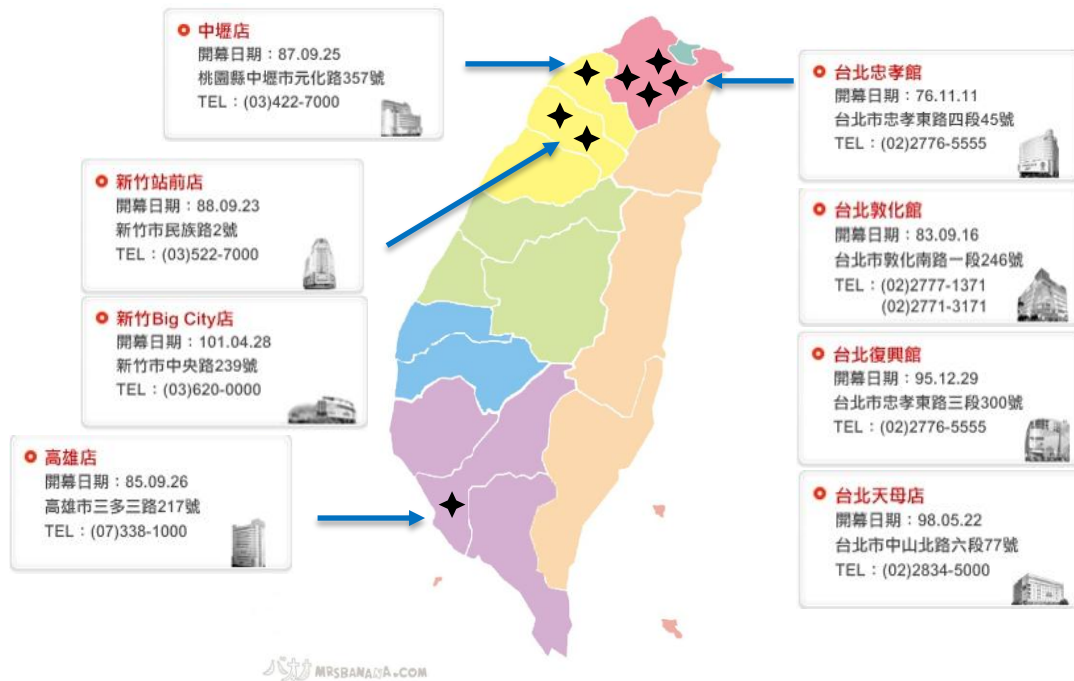 中壢店
開幕日期：87.09.25
桃園縣中壢市元化路357號
TEL：(03)422-7000
新竹站前店
開幕日期：88.09.23
新竹市民族路2號
TEL：(03)522-7000
新竹Big City店
開幕日期：101.04.28
新竹市中央路239號
TEL：(03)620-0000
高雄店
開幕日期：85.09.26
高雄市三多三路217號
TEL：(07)338-1000
台北忠孝館
開幕日期：76.11.11
台北市忠孝東路四段45號
TEL：(02)2776-5555
台北敦化館
開幕日期：83.09.16
台北市敦化南路一段246號
TEL：(02)2777-1371
(02)2771-3171
台北復興館
開幕日期：95.12.29
台北市忠孝東路三段300號
TEL：(02)2776-5555
台北天母店
開幕日期：98.05.22
台北市中山北路六段77號
TEL：(02)2834-5000
MRSBANANA.COM